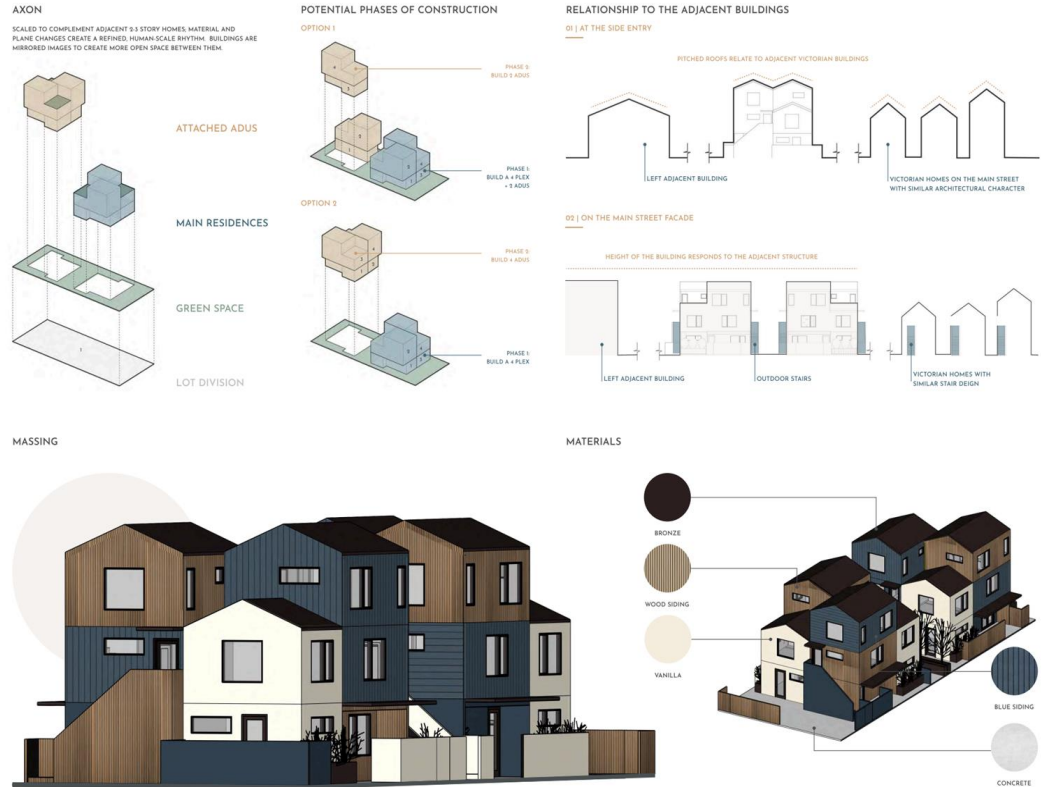 AXON
SCALED TO COMPLEMENT ADJACENT 2-3 STORY HOMES; MATERIAL AND
PLANE CHANGES CREATE A REFINED, HUMAN-SCALE RHYTHM. BUILDINGS ARE
MIRRORED IMAGES TO CREATE MORE OPEN SPACE BETWEEN THEM.
ATTACHED ADUS
MAIN RESIDENCES
GREEN SPACE
LOT DIVISION
POTENTIAL PHASES OF CONSTRUCTION
OPTION 1
PHASE 2:
BUILD 2 ADUS
PHASE 1:
BUILD A 4 PLEX
+ 2 ADUS
OPTION 2
PHASE 2:
BUILD 4 ADUS
PHASE 1:
BUILD A 4 PLEX
RELATIONSHIP TO THE ADJACENT BUILDINGS
01 | AT THE SIDE ENTRY
PITCHED ROOFS RELATE TO ADJACENT VICTORIAN BUILDINGS
LEFT ADJACENT BUILDING
VICTORIAN HOMES ON THE MAIN STREET
WITH SIMILAR ARCHITECTURAL CHARACTER
02 | ON THE MAIN STREET FACADE
HEIGHT OF THE BUILDING RESPONDS TO THE ADJACENT STRUCTURE
LEFT ADJACENT BUILDING
OUTDOOR STAIRS
VICTORIAN HOMES WITH
SIMILAR STAIR DEIGN
MASSING
MATERIALS
BRONZE
WOOD SIDING
VANILLA
BLUE SIDING
CONCRETE